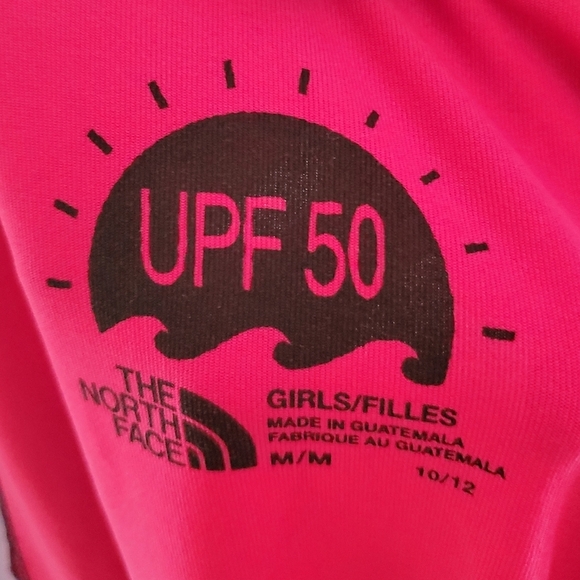 UPF 50
THE
NORTH
FACE
GIRLS/FILLES
MADE IN GUATEMALA
FABRIQUE AU GUATEMALA
M/M 10/12